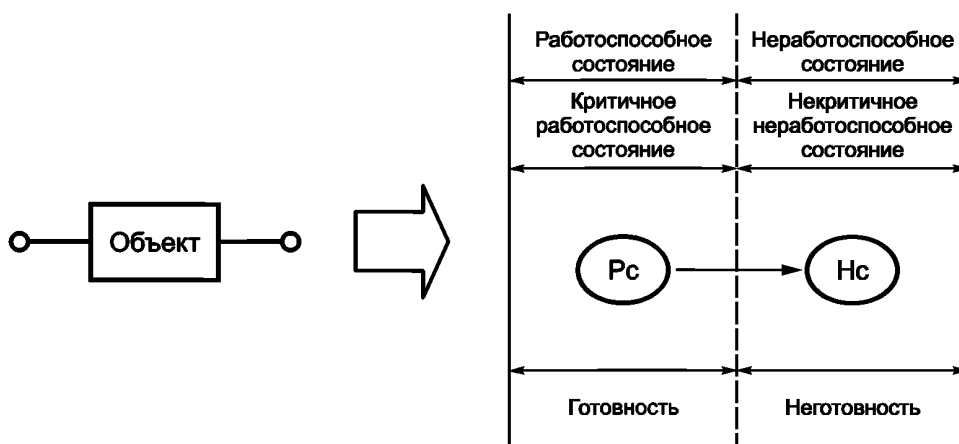 Работоспособное
состояние
Неработоспособное
состояние
Критичное
работоспособное
состояние
Некритичное
неработоспособное
состояние
Объект
Рс
Нс
Готовность
Неготовность